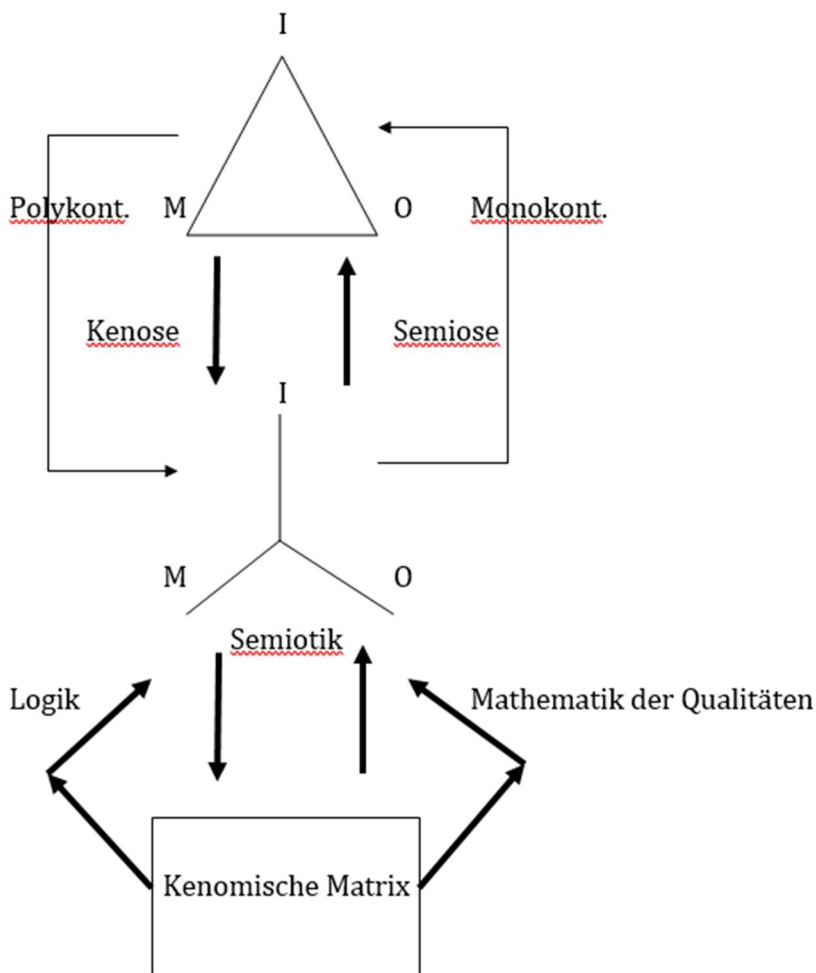 I
Polykont. M O Monokont.
Kenose Semiose
I
M O
Semiotik
Logik Mathematik der Qualitäten
Kenomische Matrix